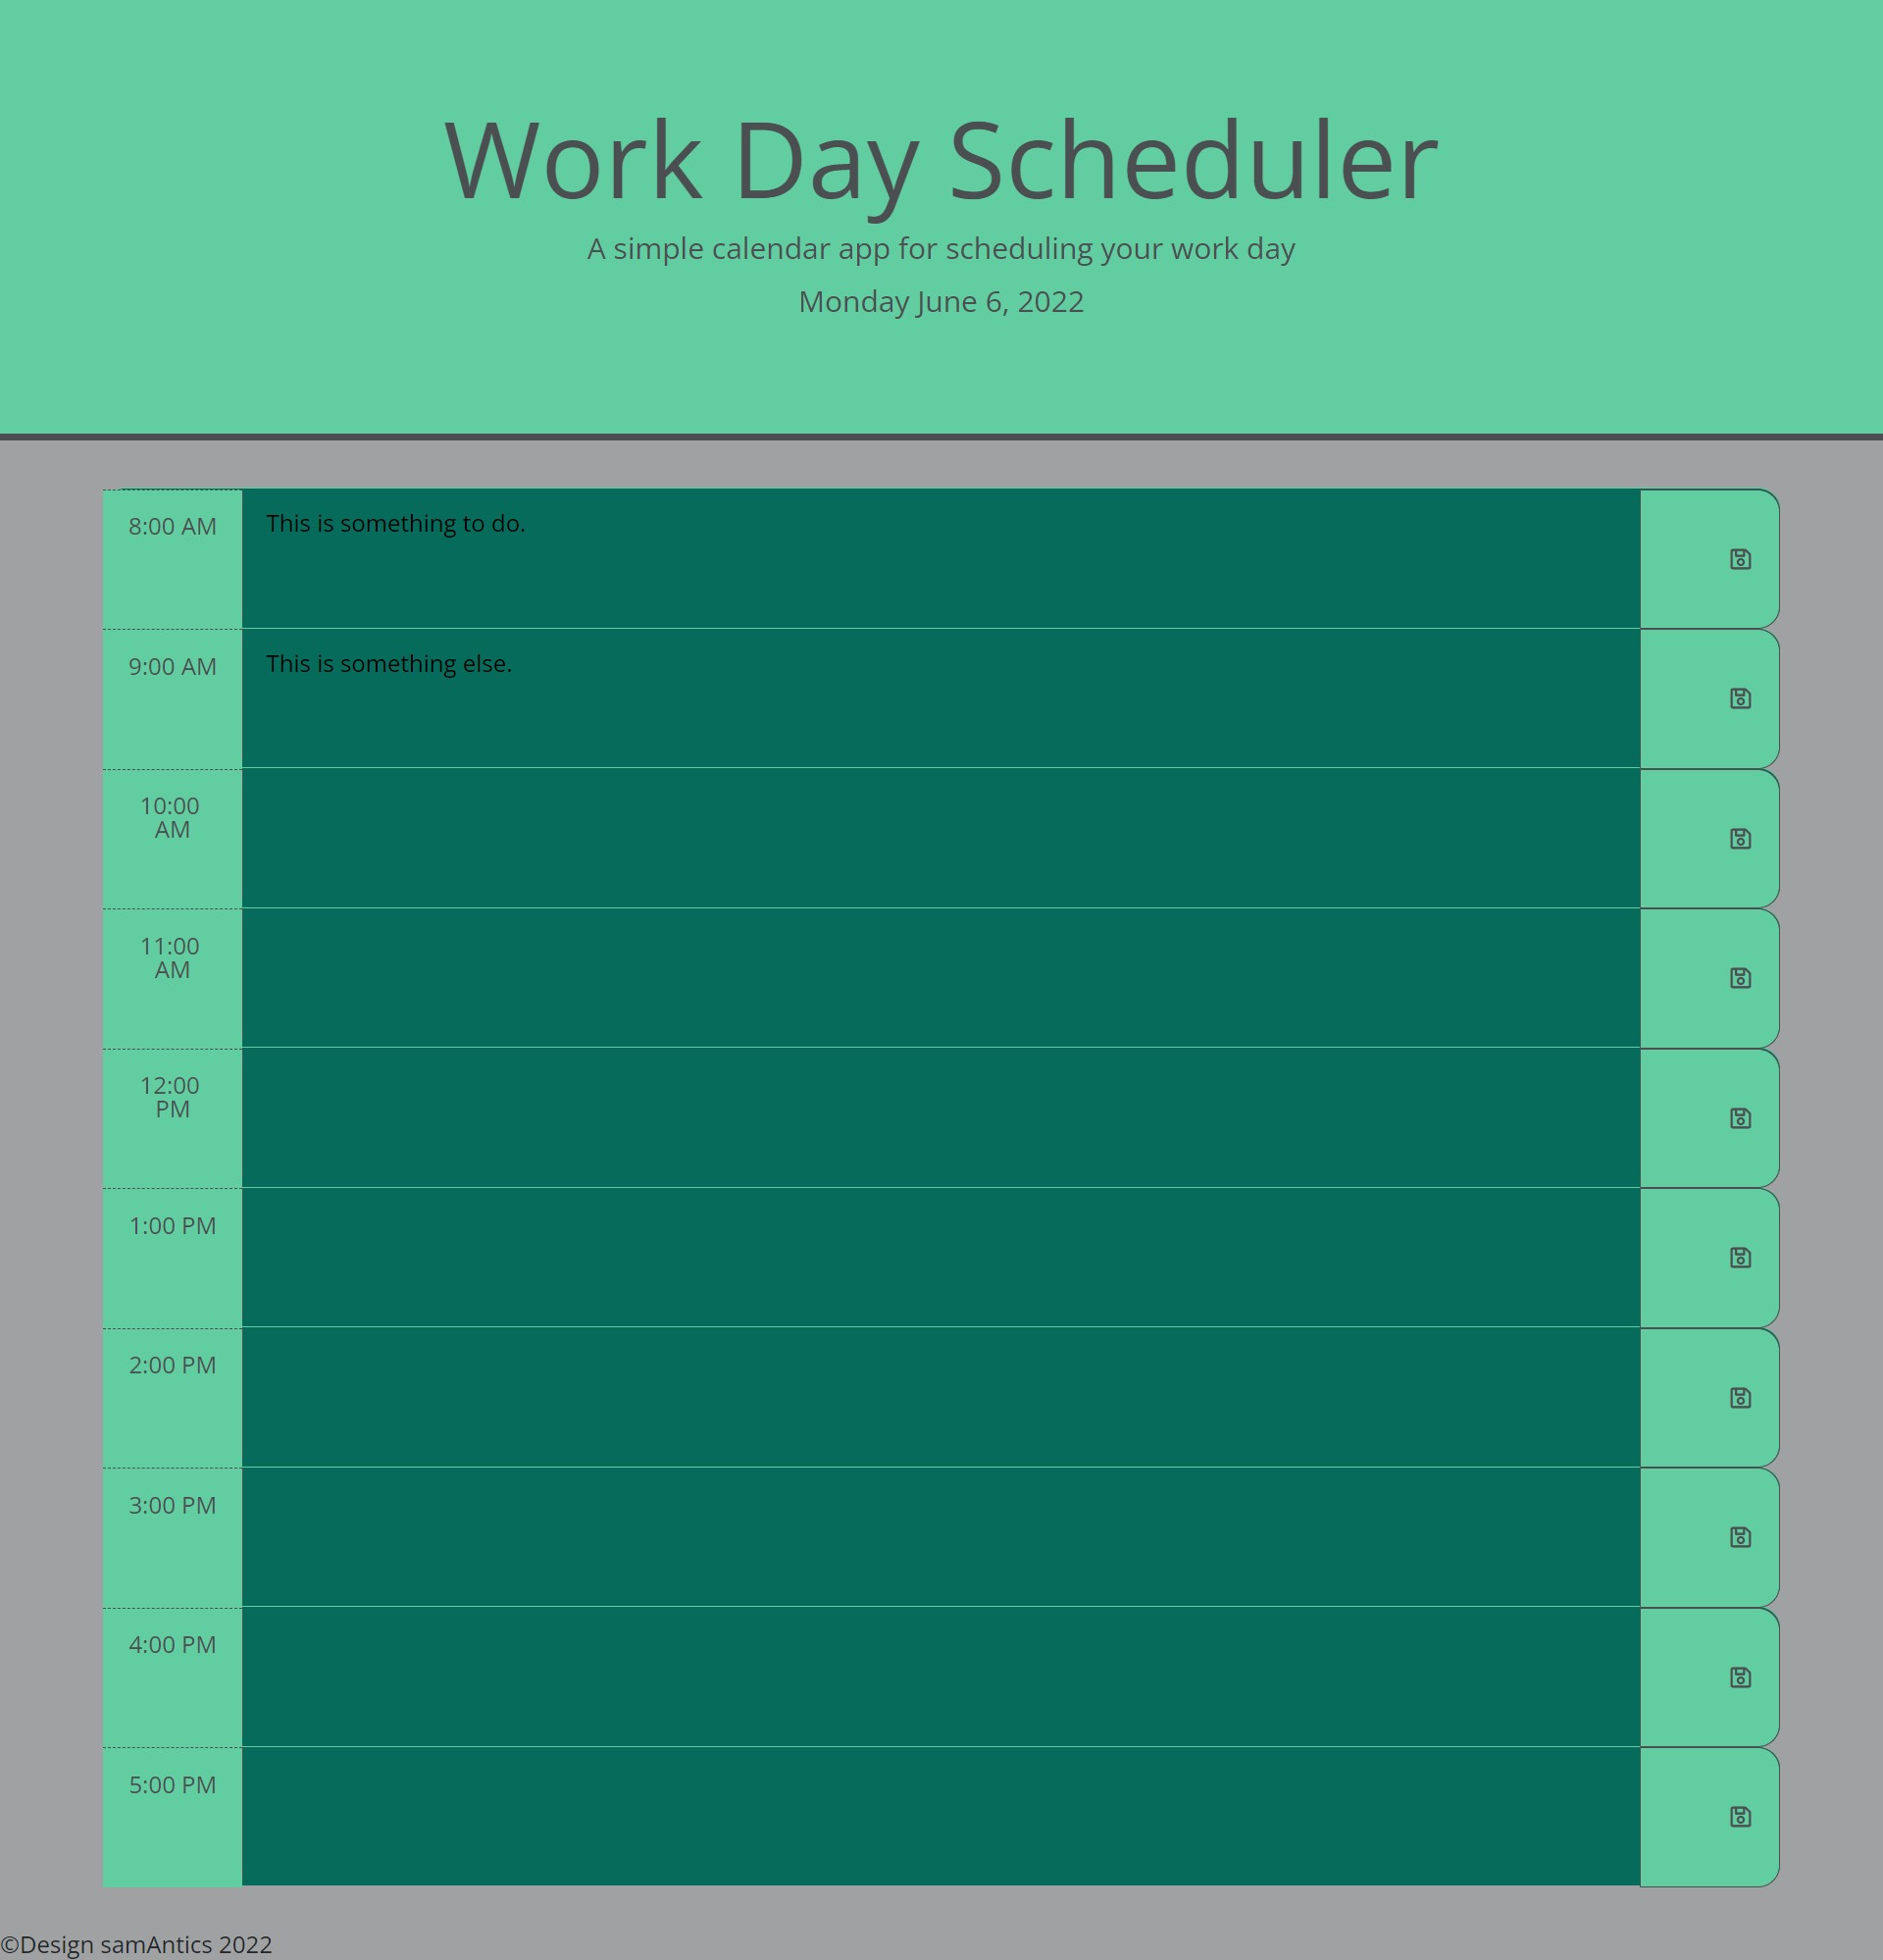 Work Day Scheduler
A simple calendar app for scheduling your work day
Monday June 6, 2022
8:00 AM
This is something to do.
9:00 AM
This is something else.
10:00
AM
11:00
AM
12:00
PM
1:00 PM
2:00 PM
3:00 PM
4:00 PM
5:00 PM
©Design samAntics 2022